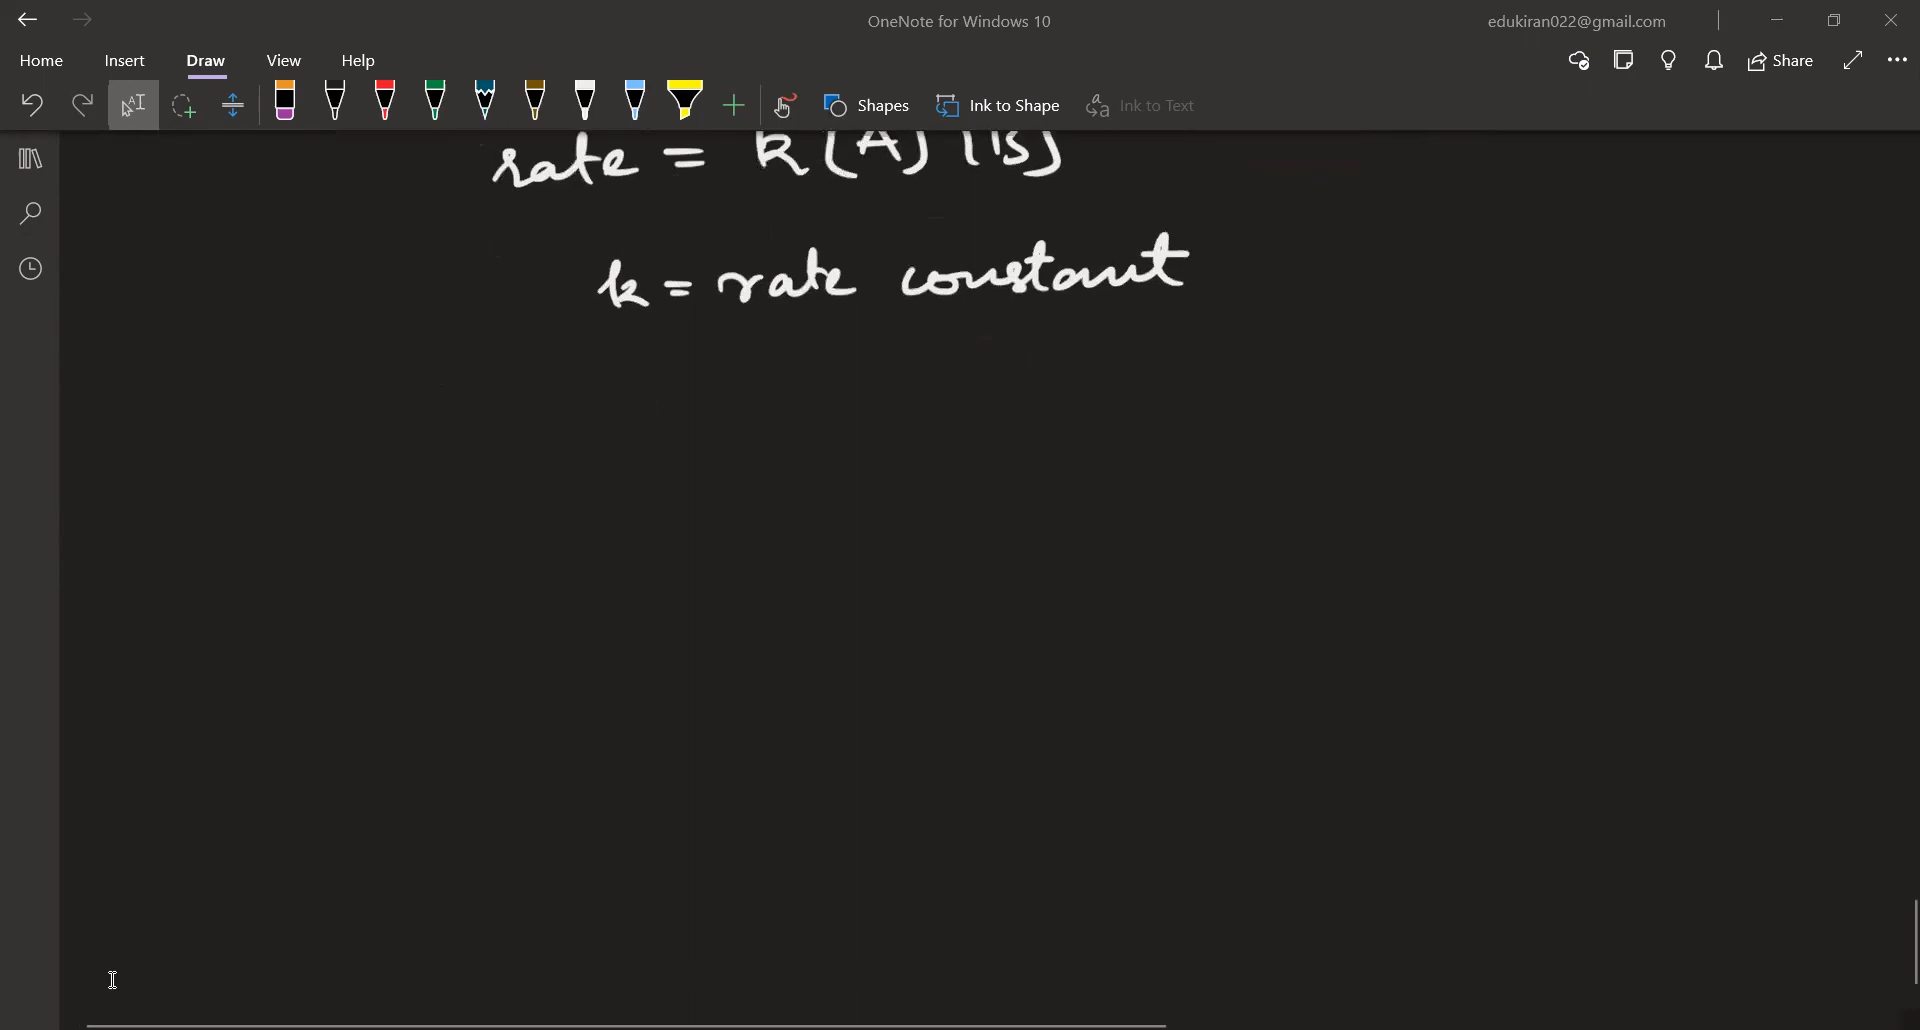 OneNote for Windows 10
edukiran022@gmail.com
Home Insert Draw View Help
Share
Shapes
Ink to Shape
Ink to Text
rate = k [A] [B]
k = rate constant